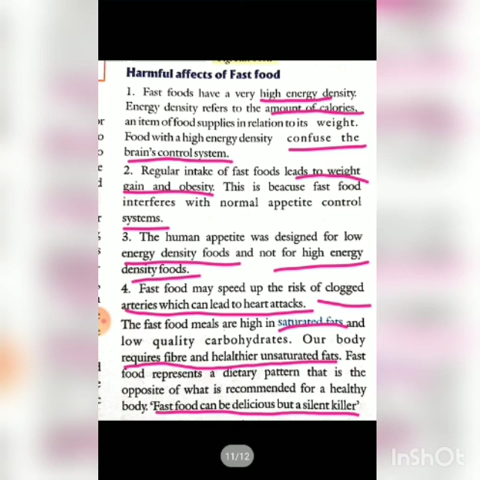 Harmful affects of Fast food
1. Fast foods have a very high energy density.
Energy density refers to the amount of calories,
an item of food supplies in relation to its weight.
Food with a high energy density confuse the
brain's control system.
2. Regular intake of fast foods leads to weight
gain and obesity. This is beacuse fast food
interferes with normal appetite control
systems.
3. The human appetite was designed for low
energy density foods and not for high energy
density foods.
4. Fast food may speed up the risk of clogged
arteries which can lead to heart attacks.
The fast food meals are high in saturated fats and
low quality carbohydrates. Our body
requires fibre and helalthier unsaturated fats. Fast
food represents a dietary pattern that is the
opposite of what is recommended for a healthy
body. 'Fast food can be delicious but a silent killer'
11/12
InShOt